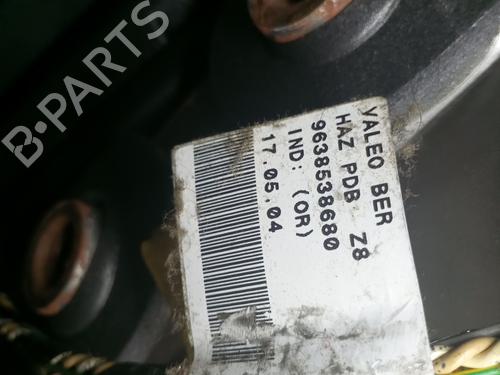 VALEO BER
HAZ PDB Z8
9638538680
IND: (OR)
17.05.04
B-PARTS